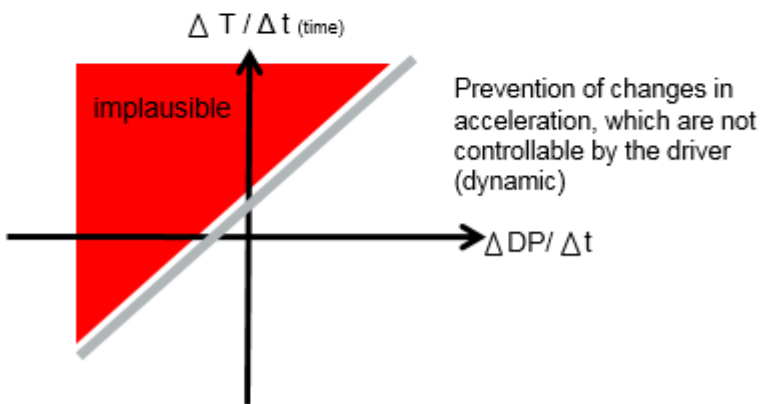 Δ T / Δ t (time)
implausible
Prevention of changes in
acceleration, which are not
controllable by the driver
(dynamic)
Δ DP/ Δ t